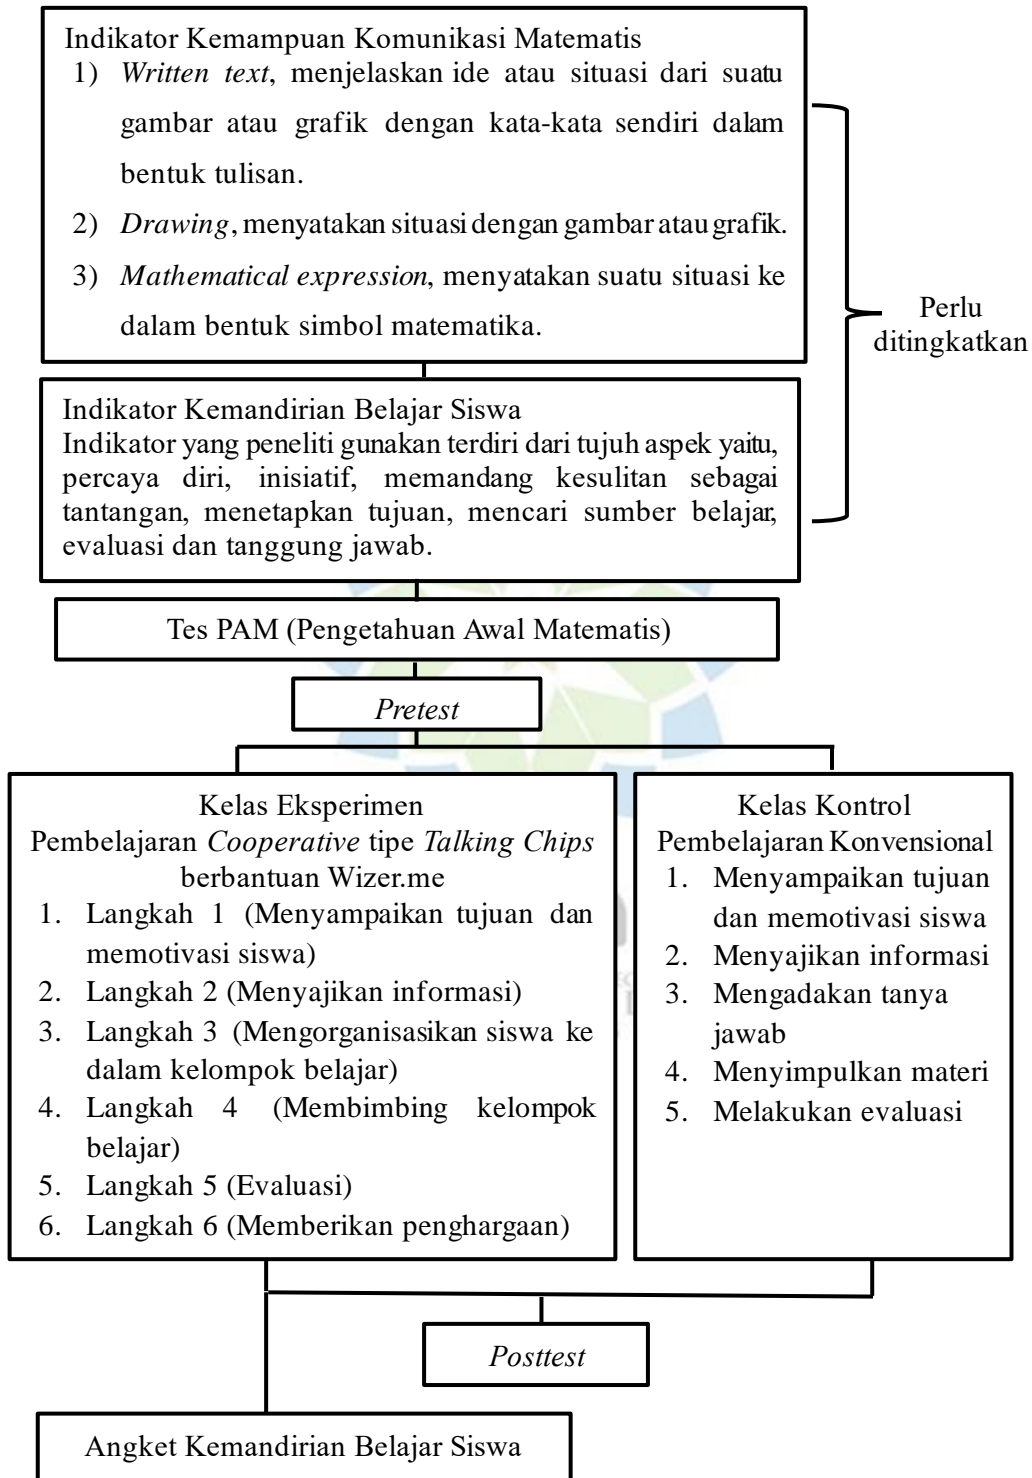 Indikator Kemampuan Komunikasi Matematis
1) Written text, menjelaskan ide atau situasi dari suatu
gambar atau grafik dengan kata-kata sendiri dalam
bentuk tulisan.
2) Drawing, menyatakan situasi dengan gambar atau grafik.
3) Mathematical expression, menyatakan suatu situasi ke
dalam bentuk simbol matematika.
Perlu
ditingkatkan
Indikator Kemandirian Belajar Siswa
Indikator yang peneliti gunakan terdiri dari tujuh aspek yaitu,
percaya diri, inisiatif, memandang kesulitan sebagai
tantangan, menetapkan tujuan, mencari sumber belajar,
evaluasi dan tanggung jawab.
Tes PAM (Pengetahuan Awal Matematis)
Pretest
Kelas Eksperimen
Pembelajaran Cooperative tipe Talking Chips
berbantuan Wizer.me
1. Langkah 1 (Menyampaikan tujuan dan
memotivasi siswa)
2. Langkah 2 (Menyajikan informasi)
3. Langkah 3 (Mengorganisasikan siswa ke
dalam kelompok belajar)
4. Langkah 4 (Membimbing kelompok
belajar)
5. Langkah 5 (Evaluasi)
6. Langkah 6 (Memberikan penghargaan)
Kelas Kontrol
Pembelajaran Konvensional
1. Menyampaikan tujuan
dan memotivasi siswa
2. Menyajikan informasi
3. Mengadakan tanya
jawab
4. Menyimpulkan materi
5. Melakukan evaluasi
Posttest
Angket Kemandirian Belajar Siswa